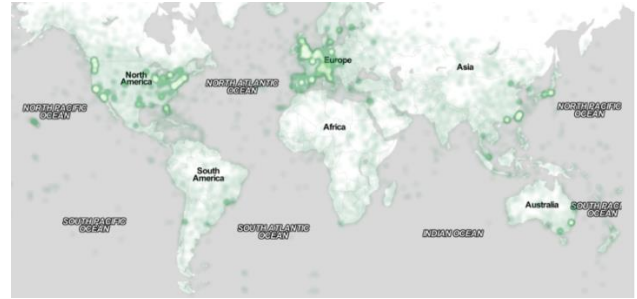 North
America
NORTH ATLANTIC
OCEAN
Europe
Asia
NORTH PACIFIC
OCEAN
NORTH PACIFIC
OCEAN
Africa
South
America
SOUTH PACIFIC
OCEAN
SOUTH ATLANTIC
OCEAN
INDIAN OCEAN
Australia
SOUTH PACI
OCEAN